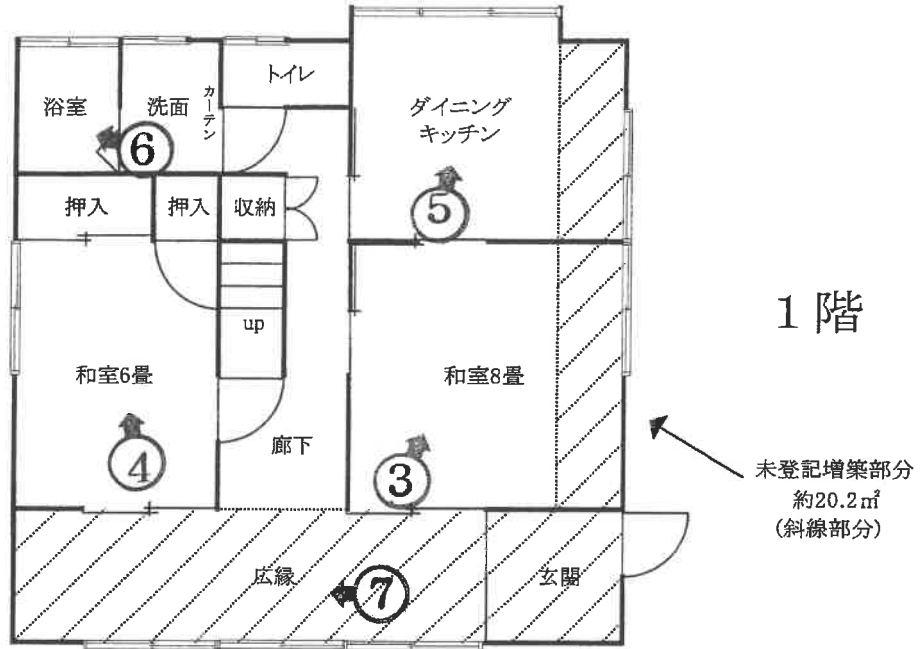 トイレ
浴室
洗面
カーテン
ダイニング
キッチン
6
押入
押入
収納
5
up
1階
和室6畳
和室8畳
4
廊下
3
未登記増築部分
約20.2㎡
(斜線部分)
広縁
7
玄関